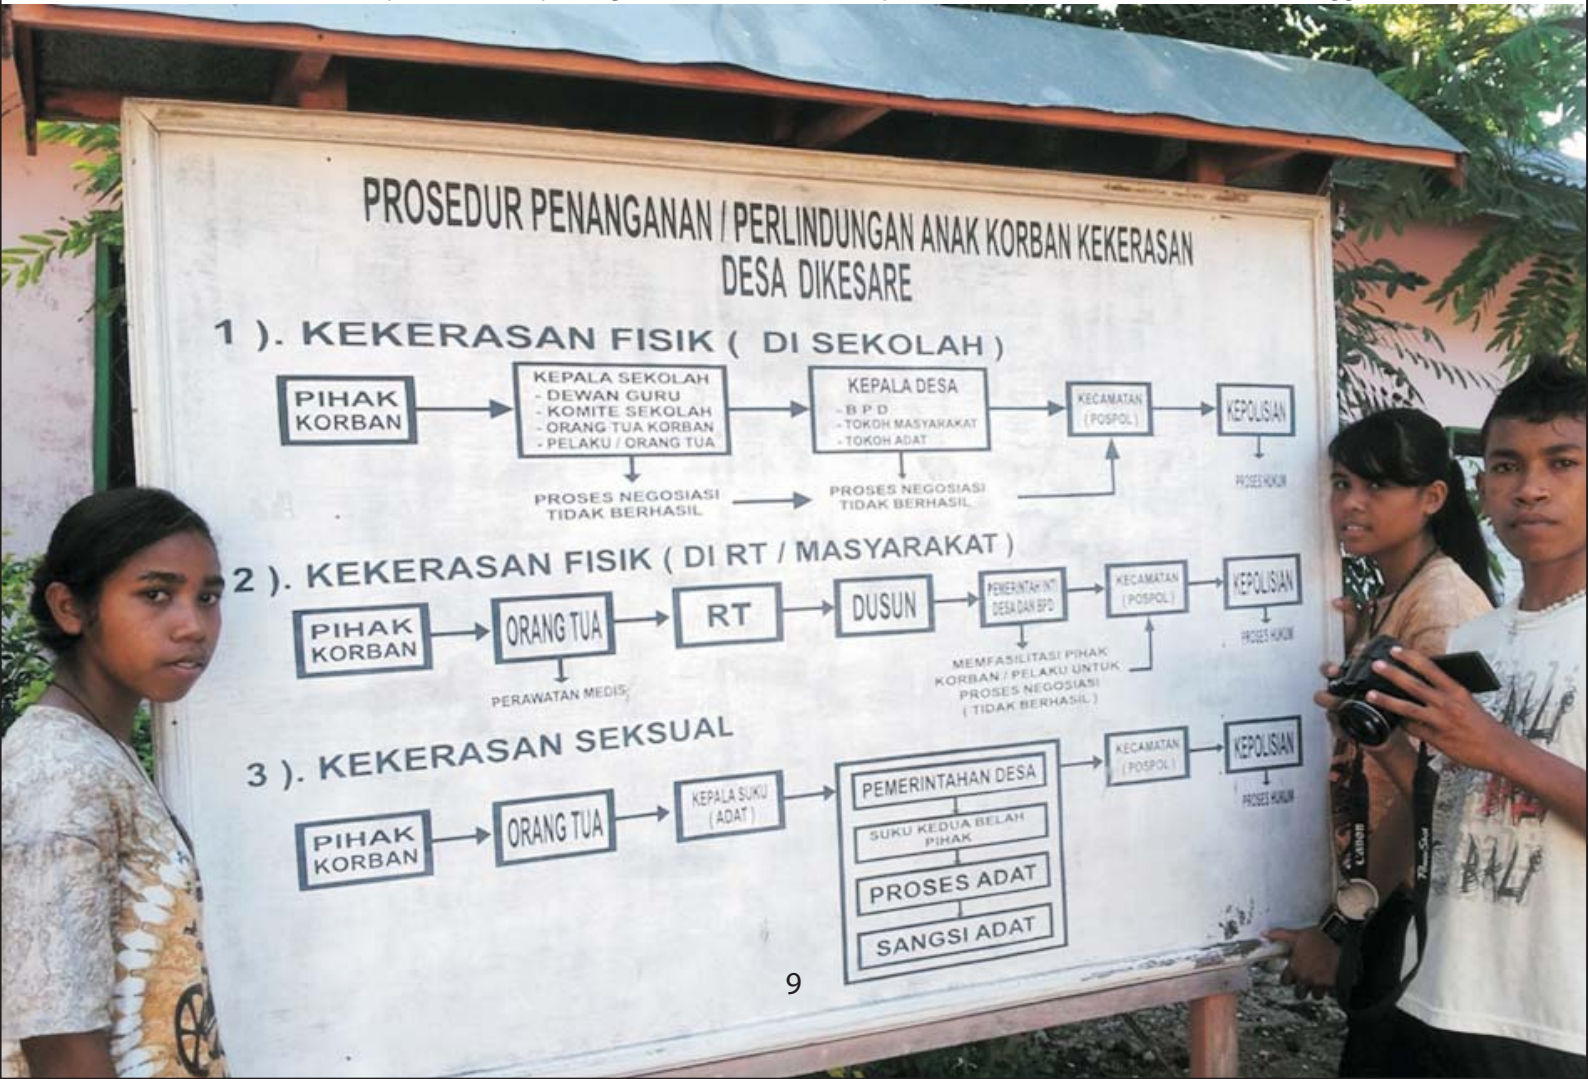 PROSEDUR PENANGANAN / PERLINDUNGAN ANAK KORBAN KEKERASAN
DESA DIKESARE
1 ). KEKERASAN FISIK ( DI SEKOLAH )
PIHAK
KORBAN
KEPALA SEKOLAH
- DEWAN GURU
- KOMITE SEKOLAH
- ORANG TUA KORBAN
- PELAKU / ORANG TUA
KEPALA DESA
- B P D
- TOKOH MASYARAKAT
- TOKOH ADAT
KECAMATAN
( POSPOL )
KEPOLISIAN
PROSES HUKUM
PROSES NEGOSIASI
TIDAK BERHASIL
PROSES NEGOSIASI
TIDAK BERHASIL
2 ). KEKERASAN FISIK ( DI RT / MASYARAKAT )
PIHAK
KORBAN
ORANG TUA
RT
DUSUN
PEMERINTAH INTI
DESA DAN BPD
KECAMATAN
( POSPOL )
KEPOLISIAN
PROSES HUKUM
PERAWATAN MEDIS
MEMFASILITASI PIHAK
KORBAN / PELAKU UNTUK
PROSES NEGOSIASI
( TIDAK BERHASIL )
3 ). KEKERASAN SEKSUAL
PIHAK
KORBAN
ORANG TUA
KEPALA SUKU
( ADAT )
PEMERINTAHAN DESA
SUKU KEDUA BELAH
PIHAK
PROSES ADAT
SANGSI ADAT
KECAMATAN
( POSPOL )
KEPOLISIAN
PROSES HUKUM
Canon
PowerShot
9